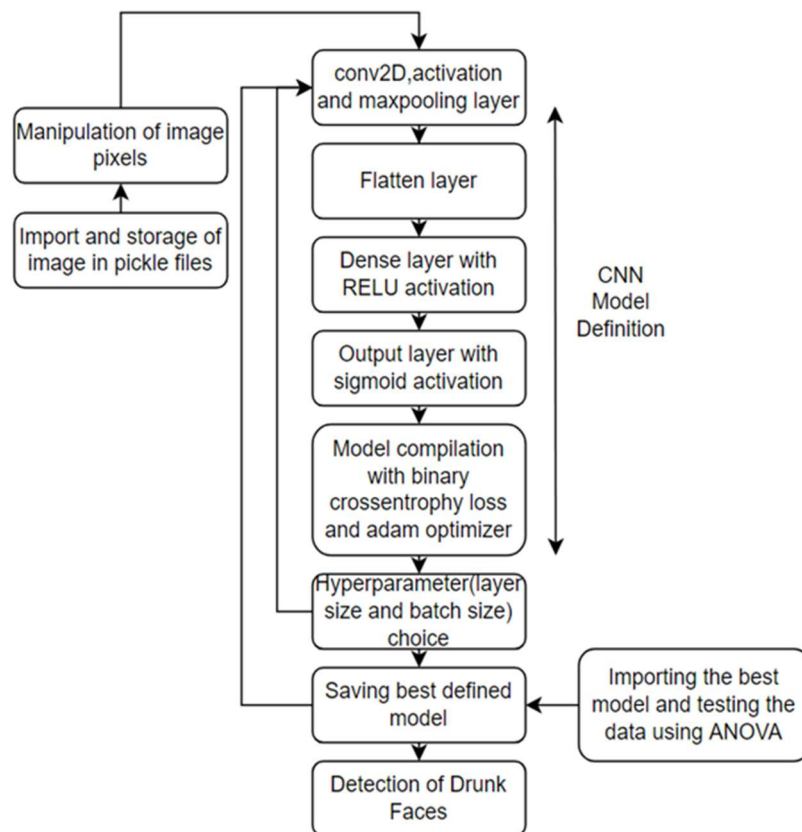 conv2D,activation
and maxpooling layer
Manipulation of image
pixels
Flatten layer
Import and storage of
image in pickle files
Dense layer with
RELU activation
CNN
Model
Definition
Output layer with
sigmoid activation
Model compilation
with binary
crossentropy loss
and adam optimizer
Hyperparameter(layer
size and batch size)
choice
Saving best defined
model
Importing the best
model and testing the
data using ANOVA
Detection of Drunk
Faces